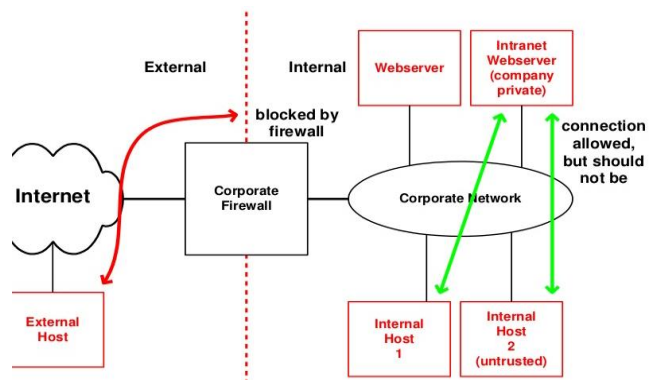 External
Internal
Webserver
Intranet
Webserver
(company
private)
blocked by
firewall
connection
allowed,
but should
not be
Internet
Corporate
Firewall
Corporate Network
External
Host
Internal
Host
1
Internal
Host
2
(untrusted)